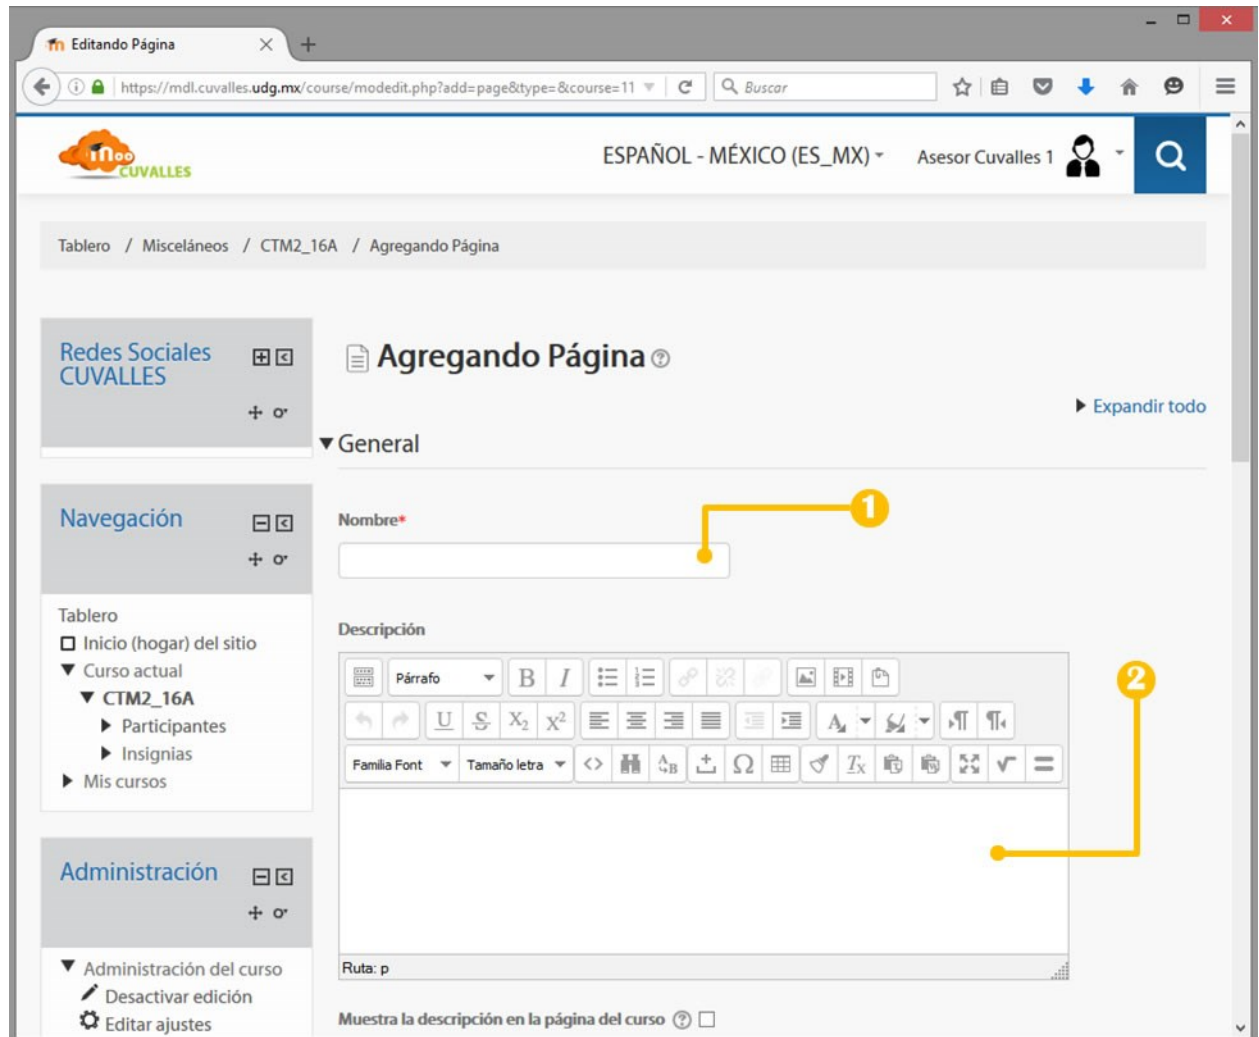 Editando Página
https://mdl.cuvalles.udg.mx/course/modedit.php?add=page&type=&course=11
Buscar
moo
CUVALLES
ESPAÑOL - MÉXICO (ES_MX)
Asesor Cuvalles 1
Tablero / Misceláneos / CTM2_16A / Agregando Página
Redes Sociales
CUVALLES
Agregando Página
Expandir todo
General
Navegación
Nombre*
1
Tablero
Inicio (hogar) del sitio
Curso actual
CTM2_16A
Participantes
Insignias
Mis cursos
Descripción
Párrafo
B I
U S X₂ X²
Familia Font
Tamaño letra
2
Administración
Administración del curso
Desactivar edición
Editar ajustes
Ruta: p
Muestra la descripción en la página del curso